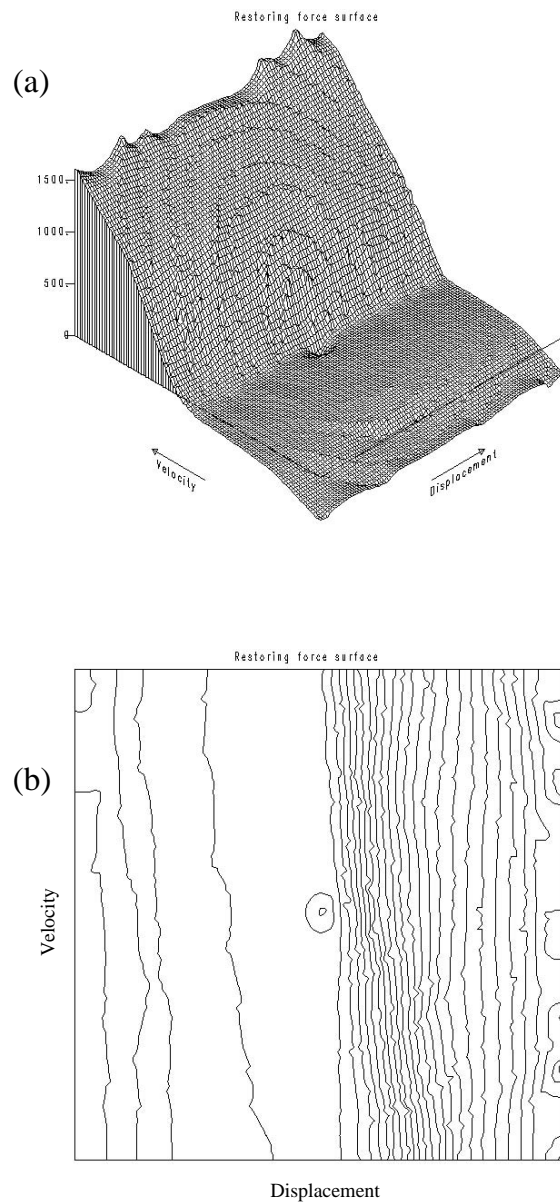 Restoring force surface
(a)
1500.
1000.
500.
0
Velocity
Displacement
Restoring force surface
(b)
Velocity
Displacement